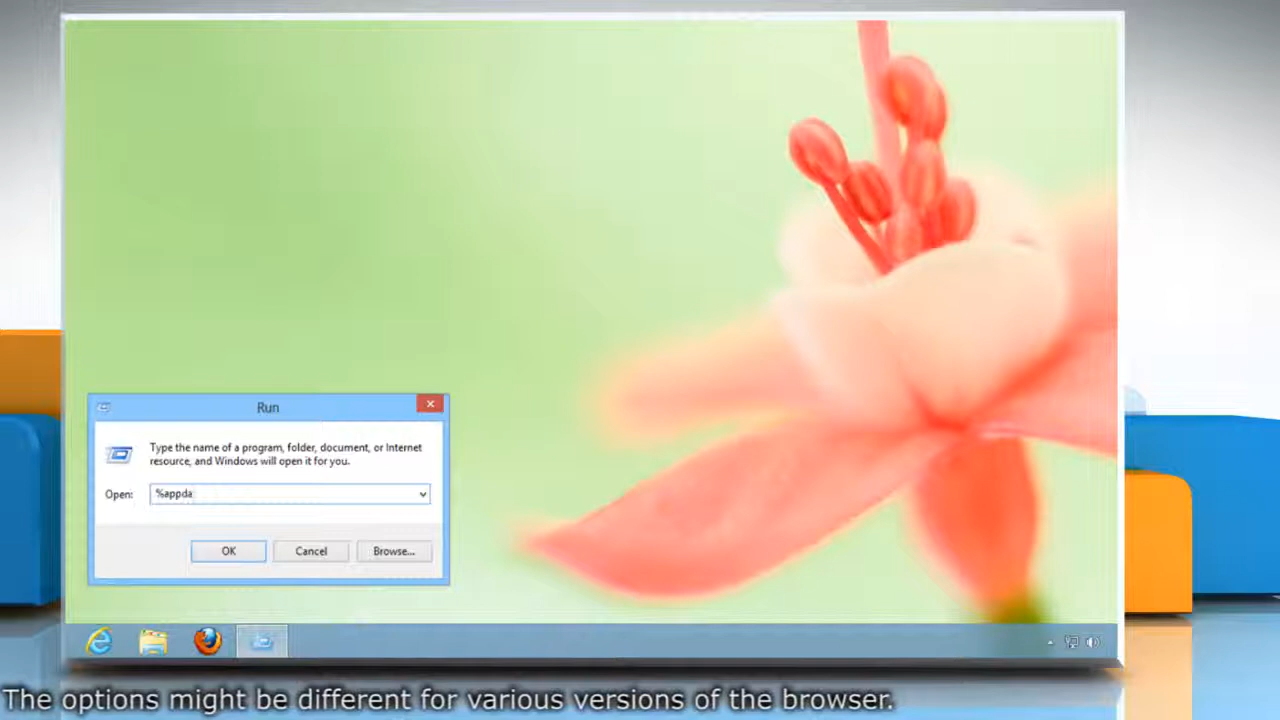 Run
Type the name of a program, folder, document, or Internet
resource, and Windows will open it for you.
Open: %appda
OK Cancel Browse...
The options might be different for various versions of the browser.